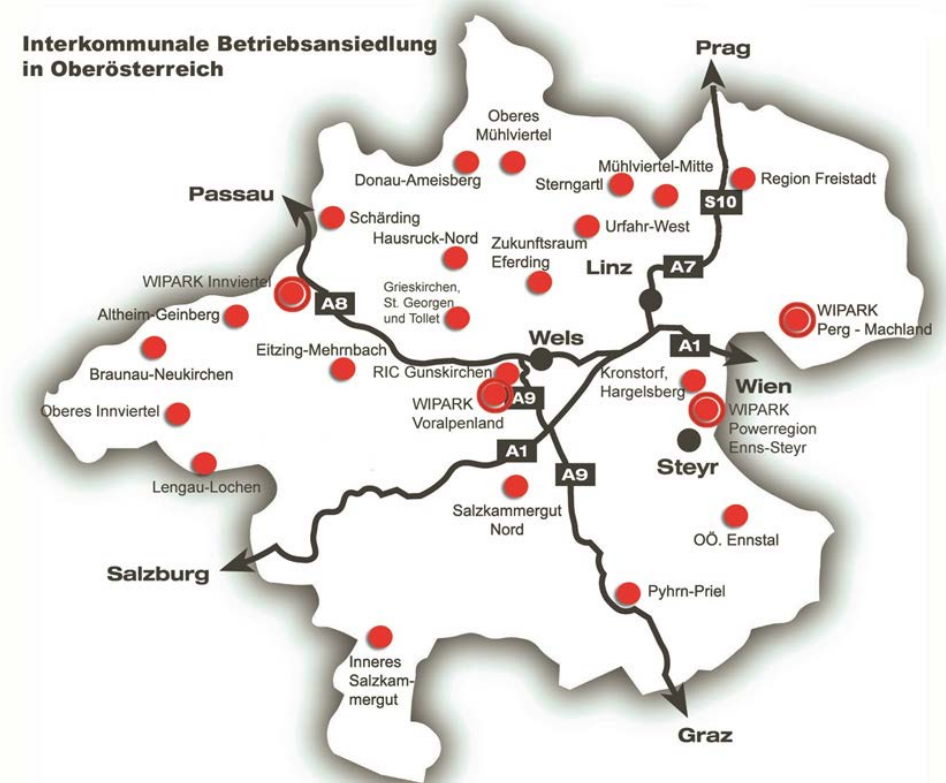 Interkommunale Betriebsansiedlung
in Oberösterreich
Prag
Oberes
Mühlviertel
Donau-Ameisberg
Mühlviertel-Mitte
Sterngartl
Region Freistadt
Passau
S10
Schärding
Urfahr-West
Hausruck-Nord
Zukunftsraum
Eferding
Linz
A7
WIPARK Innviertel
A8
Grieskirchen,
St. Georgen
und Tollet
Altheim-Geinberg
WIPARK
Perg - Machland
Wels
A1
Braunau-Neukirchen
Eitzing-Mehrnbach
RIC Gunskirchen
Kronstorf,
Hargelsberg
Wien
A9
WIPARK
Voralpenland
Oberes Innviertel
WIPARK
Powerregion
Enns-Steyr
Steyr
A1
A9
Lengau-Lochen
Salzkammergut
Nord
OÖ. Ennstal
Salzburg
Pyhrn-Priel
Inneres
Salzkam-
mergut
Graz